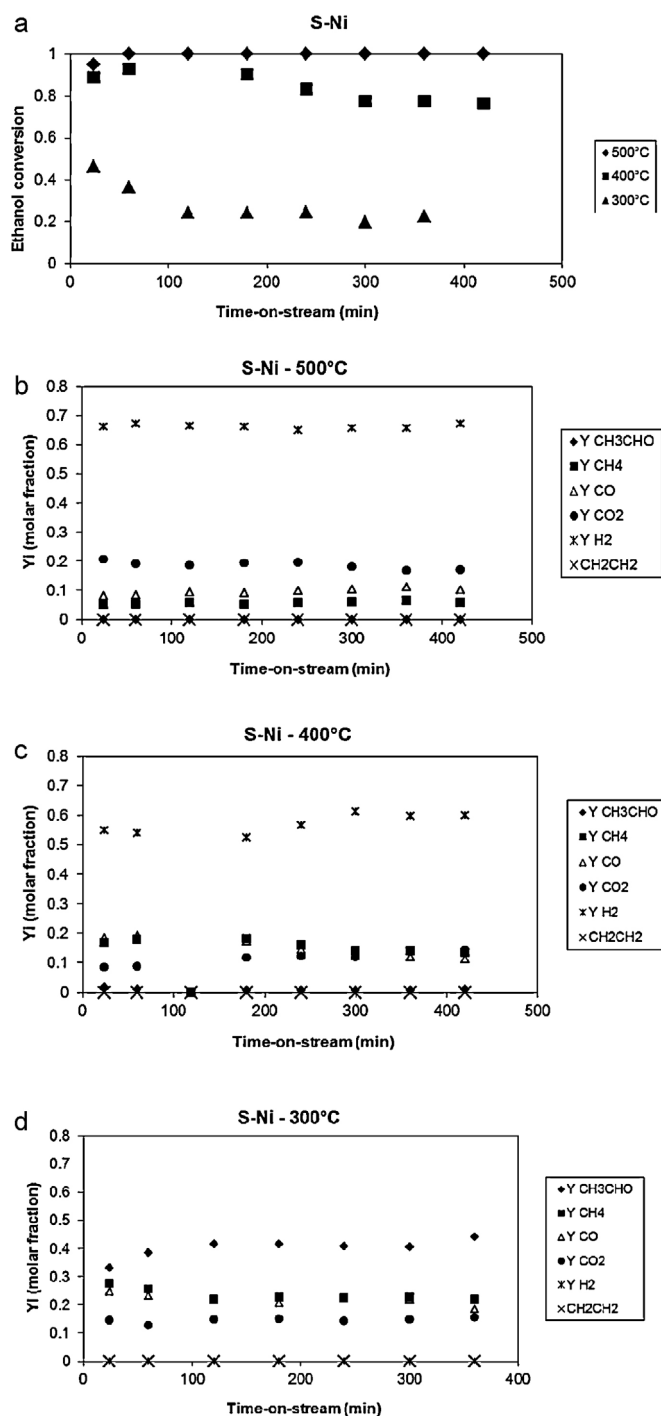 a
S-Ni
1
0.8
0.6
0.4
0.2
0
0 100 200 300 400 500
Ethanol conversion
Time-on-stream (min)
500°C
400°C
300°C
b
S-Ni - 500°C
0.8
0.7
0.6
0.5
0.4
0.3
0.2
0.1
0
0 100 200 300 400 500
YI (molar fraction)
Time-on-stream (min)
Y CH3CHO
Y CH4
Y CO
Y CO2
Y H2
CH2CH2
c
S-Ni - 400°C
0.8
0.7
0.6
0.5
0.4
0.3
0.2
0.1
0
0 100 200 300 400 500
YI (molar fraction)
Time-on-stream (min)
Y CH3CHO
Y CH4
Y CO
Y CO2
Y H2
CH2CH2
d
S-Ni - 300°C
0.8
0.7
0.6
0.5
0.4
0.3
0.2
0.1
0
0 100 200 300 400
YI (molar fraction)
Time-on-stream (min)
Y CH3CHO
Y CH4
Y CO
Y CO2
Y H2
CH2CH2